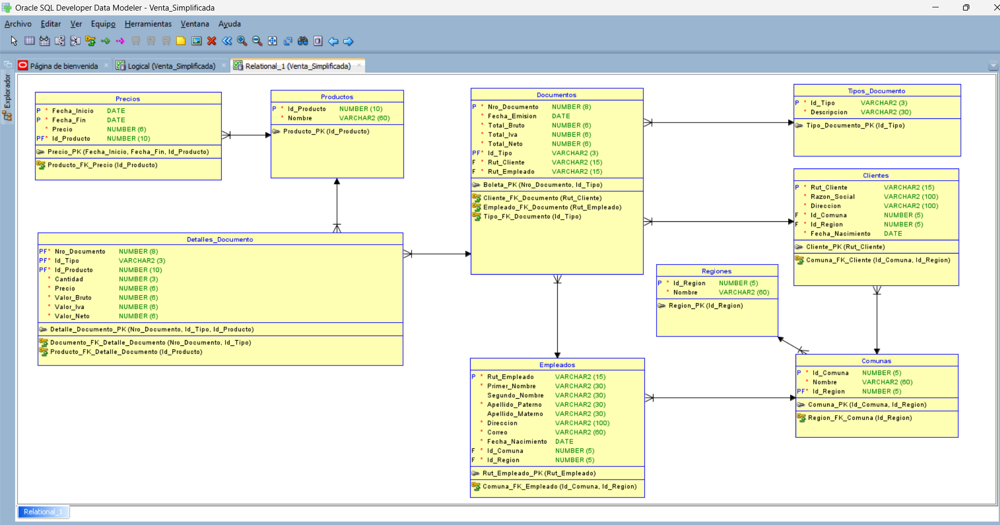 Oracle SQL Developer Data Modeler - Venta_Simplificada
Archivo Editar Ver Equipo Herramientas Ventana Ayuda
Página de bienvenida
Logical (Venta_Simplificada)
Relational_1 (Venta_Simplificada)
Explorador
Precios
P * Fecha_Inicio DATE
P * Fecha_Fin DATE
* Precio NUMBER (6)
PF* Id_Producto NUMBER (10)
Precio_PK (Fecha_Inicio, Fecha_Fin, Id_Producto)
Producto_FK_Precio (Id_Producto)
Productos
P * Id_Producto NUMBER (10)
* Nombre VARCHAR2 (60)
Producto_PK (Id_Producto)
Documentos
P * Nro_Documento NUMBER (8)
* Fecha_Emision DATE
* Total_Bruto NUMBER (6)
* Total_Iva NUMBER (6)
* Total_Neto NUMBER (6)
PF* Id_Tipo VARCHAR2 (3)
F * Rut_Cliente VARCHAR2 (15)
F * Rut_Empleado VARCHAR2 (15)
Boleta_PK (Nro_Documento, Id_Tipo)
Cliente_FK_Documento (Rut_Cliente)
Empleado_FK_Documento (Rut_Empleado)
Tipo_FK_Documento (Id_Tipo)
Tipos_Documento
P * Id_Tipo VARCHAR2 (3)
* Descripcion VARCHAR2 (30)
Tipo_Documento_PK (Id_Tipo)
Clientes
P * Rut_Cliente VARCHAR2 (15)
* Razon_Social VARCHAR2 (100)
* Direccion VARCHAR2 (100)
F * Id_Comuna NUMBER (5)
F * Id_Region NUMBER (5)
* Fecha_Nacimiento DATE
Cliente_PK (Rut_Cliente)
Comuna_FK_Cliente (Id_Comuna, Id_Region)
Detalles_Documento
PF* Nro_Documento NUMBER (8)
PF* Id_Tipo VARCHAR2 (3)
PF* Id_Producto NUMBER (10)
* Cantidad NUMBER (3)
* Precio NUMBER (6)
* Valor_Bruto NUMBER (6)
* Valor_Iva NUMBER (6)
* Valor_Neto NUMBER (6)
Detalle_Documento_PK (Nro_Documento, Id_Tipo, Id_Producto)
Documento_FK_Detalle_Documento (Nro_Documento, Id_Tipo)
Producto_FK_Detalle_Documento (Id_Producto)
Regiones
P * Id_Region NUMBER (5)
* Nombre VARCHAR2 (60)
Region_PK (Id_Region)
Empleados
P * Rut_Empleado VARCHAR2 (15)
* Primer_Nombre VARCHAR2 (30)
Segundo_Nombre VARCHAR2 (30)
* Apellido_Paterno VARCHAR2 (30)
Apellido_Materno VARCHAR2 (30)
* Direccion VARCHAR2 (100)
* Correo VARCHAR2 (60)
* Fecha_Nacimiento DATE
F * Id_Comuna NUMBER (5)
F * Id_Region NUMBER (5)
Rut_Empleado_PK (Rut_Empleado)
Comuna_FK_Empleado (Id_Comuna, Id_Region)
Comunas
P * Id_Comuna NUMBER (5)
* Nombre VARCHAR2 (60)
PF* Id_Region NUMBER (5)
Comuna_PK (Id_Comuna, Id_Region)
Region_FK_Comuna (Id_Region)
Relational_1